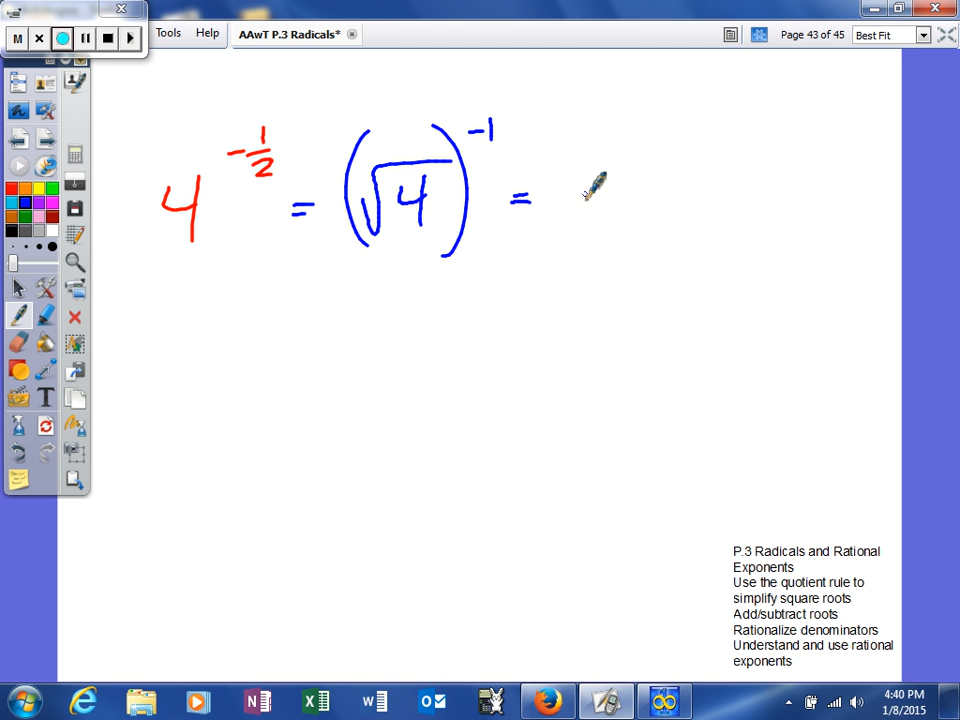 M
Tools Help AAwT P.3 Radicals* Page 43 of 45 Best Fit
4^{-1/2} = (√4)^{-1} =
P.3 Radicals and Rational
Exponents
Use the quotient rule to
simplify square roots
Add/subtract roots
Rationalize denominators
Understand and use rational
exponents
4:40 PM
1/8/2015